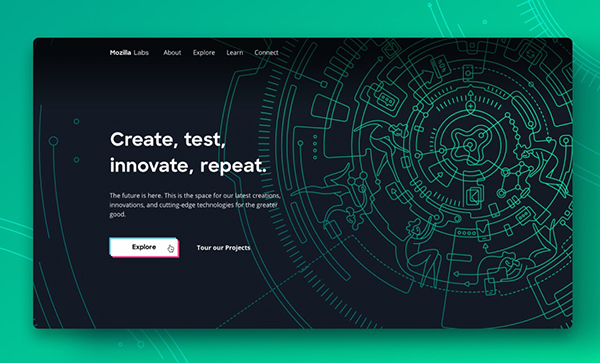 Mozilla Labs About Explore Learn Connect
Create, test,
innovate, repeat.
The future is here. This is the space for our latest creations,
innovations, and cutting-edge technologies for the greater
good.
Explore Tour our Projects